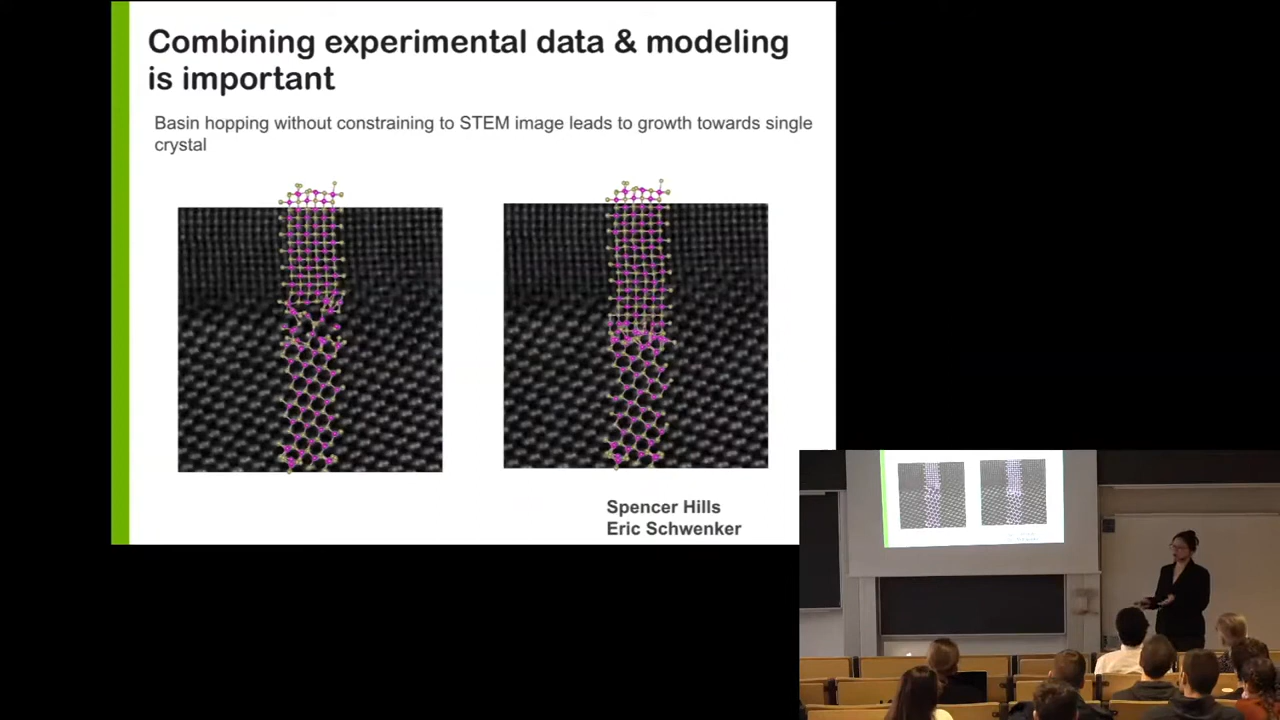 Combining experimental data & modeling
is important
Basin hopping without constraining to STEM image leads to growth towards single
crystal
Spencer Hills
Eric Schwenker